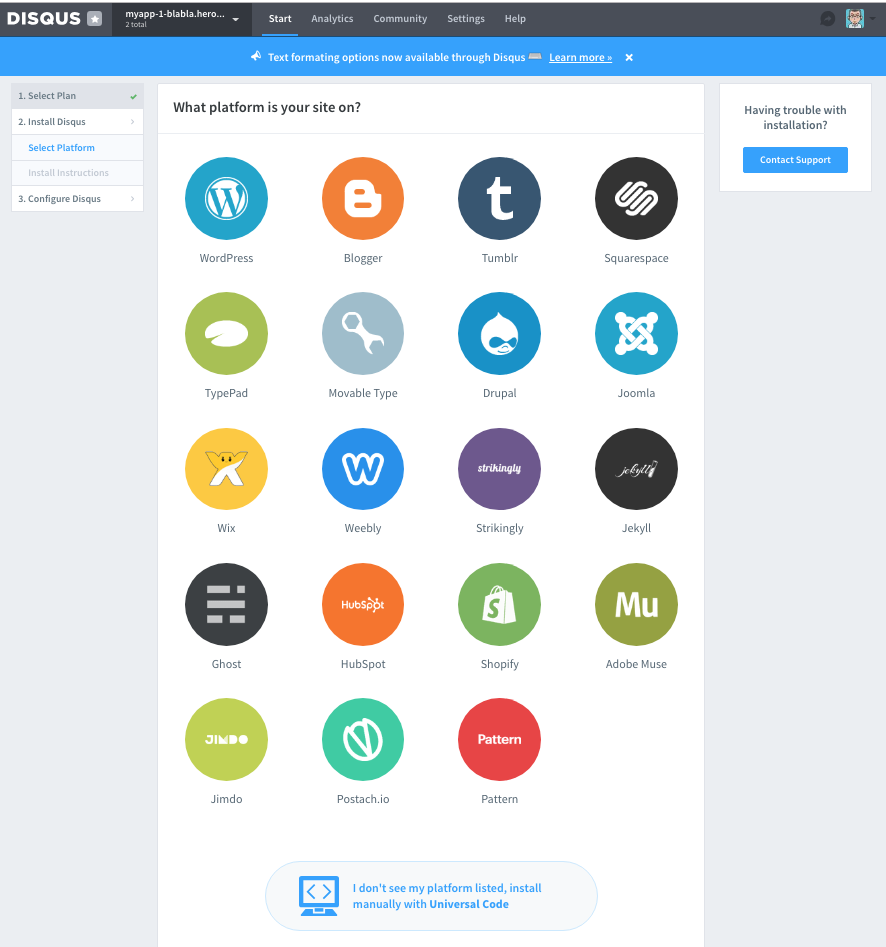 DISQUS
myapp-1-blabla.hero...
2 total
Start
Analytics
Community
Settings
Help
Text formating options now available through Disqus
Learn more »
×
1. Select Plan
2. Install Disqus
Select Platform
Install Instructions
3. Configure Disqus
What platform is your site on?
WordPress
Blogger
Tumblr
Squarespace
TypePad
Movable Type
Drupal
Joomla
Wix
Weebly
strikingly
Strikingly
jekyll
Jekyll
Ghost
HubSpot
HubSpot
Shopify
Mu
Adobe Muse
JIMDO
Jimdo
Postach.io
Pattern
Pattern
I don't see my platform listed, install
manually with Universal Code
Having trouble with
installation?
Contact Support